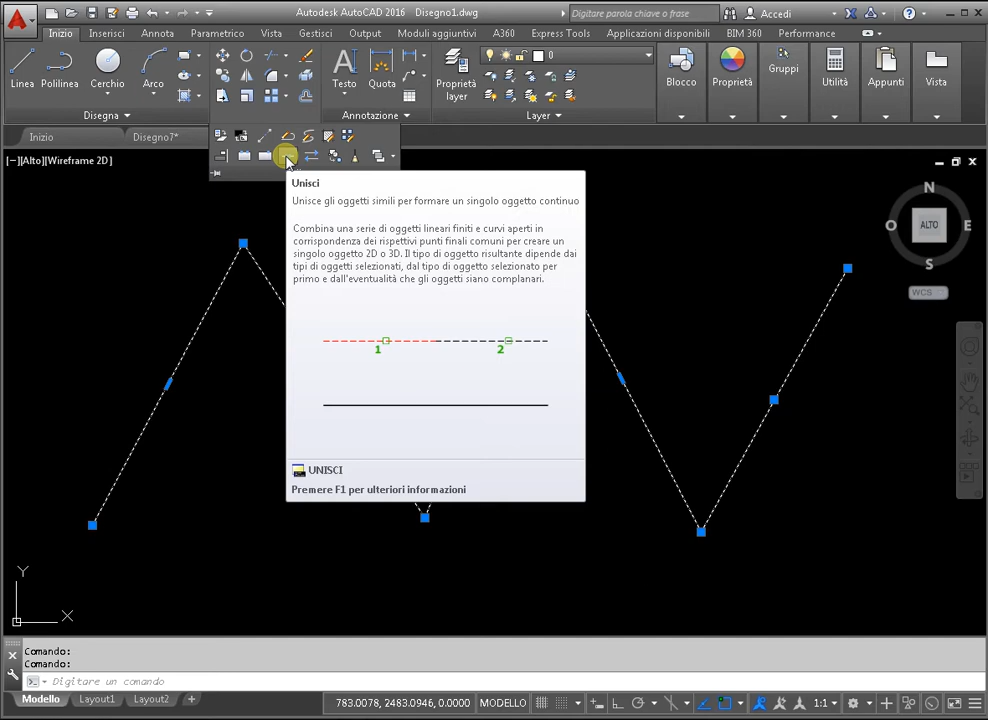 Autodesk AutoCAD 2016 Disegno1.dwg
Digitare parola chiave o frase
Accedi
Inizio Inserisci Annota Parametrico Vista Gestisci Output Moduli aggiuntivi A360 Express Tools Applicazioni disponibili BIM 360 Performance
0
Linea Polilinea Cerchio Arco
Testo Quota
Proprietà
layer
Blocco Proprietà Gruppi Utilità Appunti Vista
Disegna Annotazione Layer
Inizio Disegno7*
[−][Alto][Wireframe 2D]
Unisci
Unisce gli oggetti simili per formare un singolo oggetto continuo
Combina una serie di oggetti lineari finiti e curvi aperti in
corrispondenza dei rispettivi punti finali comuni per creare un
singolo oggetto 2D o 3D. Il tipo di oggetto risultante dipende dai
tipi di oggetti selezionati, dal tipo di oggetto selezionato per
primo e dall'eventualità che gli oggetti siano complanari.
1 2
UNISCI
Premere F1 per ulteriori informazioni
N
O ALTO E
S
WCS
Y
X
Comando:
Comando:
Digitare un comando
Modello Layout1 Layout2 +
783.0078, 2483.0946, 0.0000 MODELLO 1:1